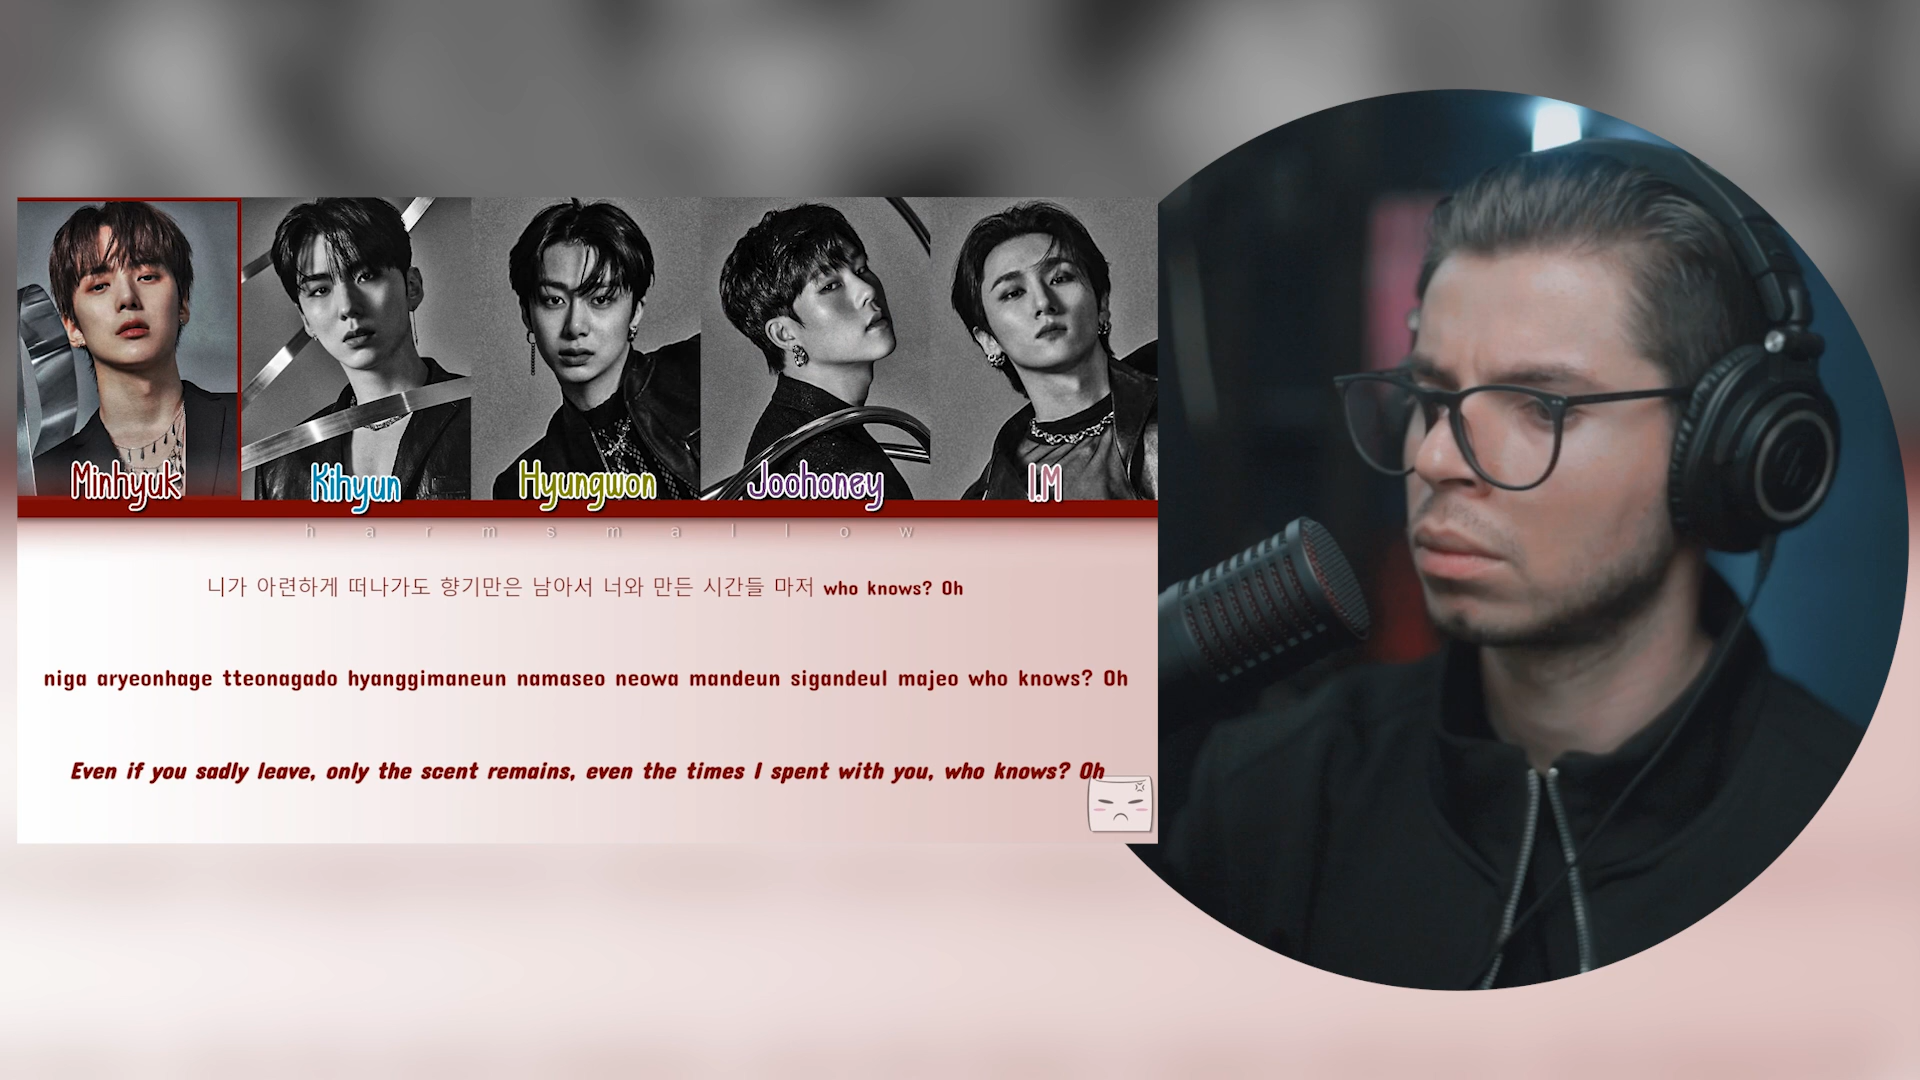 Minhyuk
Kihyun
Hyungwon
Joohoney
I.M
harmsmallow
니가 아련하게 떠나가도 향기만은 남아서 너와 만든 시간들 마저 who knows? Oh
niga aryeonhage tteonagado hyanggimaneun namaseo neowa mandeun sigandeul majeo who knows? Oh
Even if you sadly leave, only the scent remains, even the times I spent with you, who knows? Oh